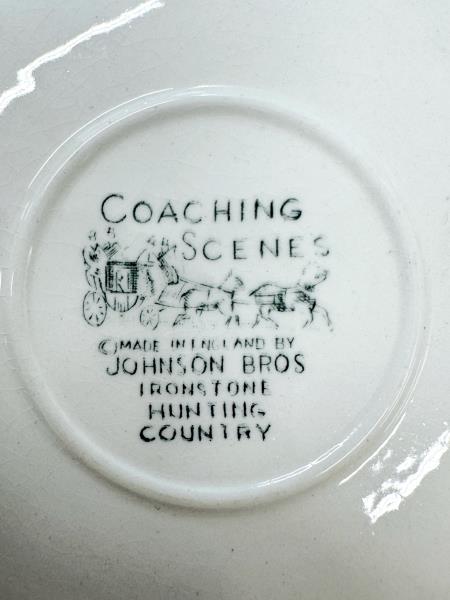 COACHING
SCENES
©MADE IN ENGLAND BY
JOHNSON BROS
IRONSTONE
HUNTING
COUNTRY